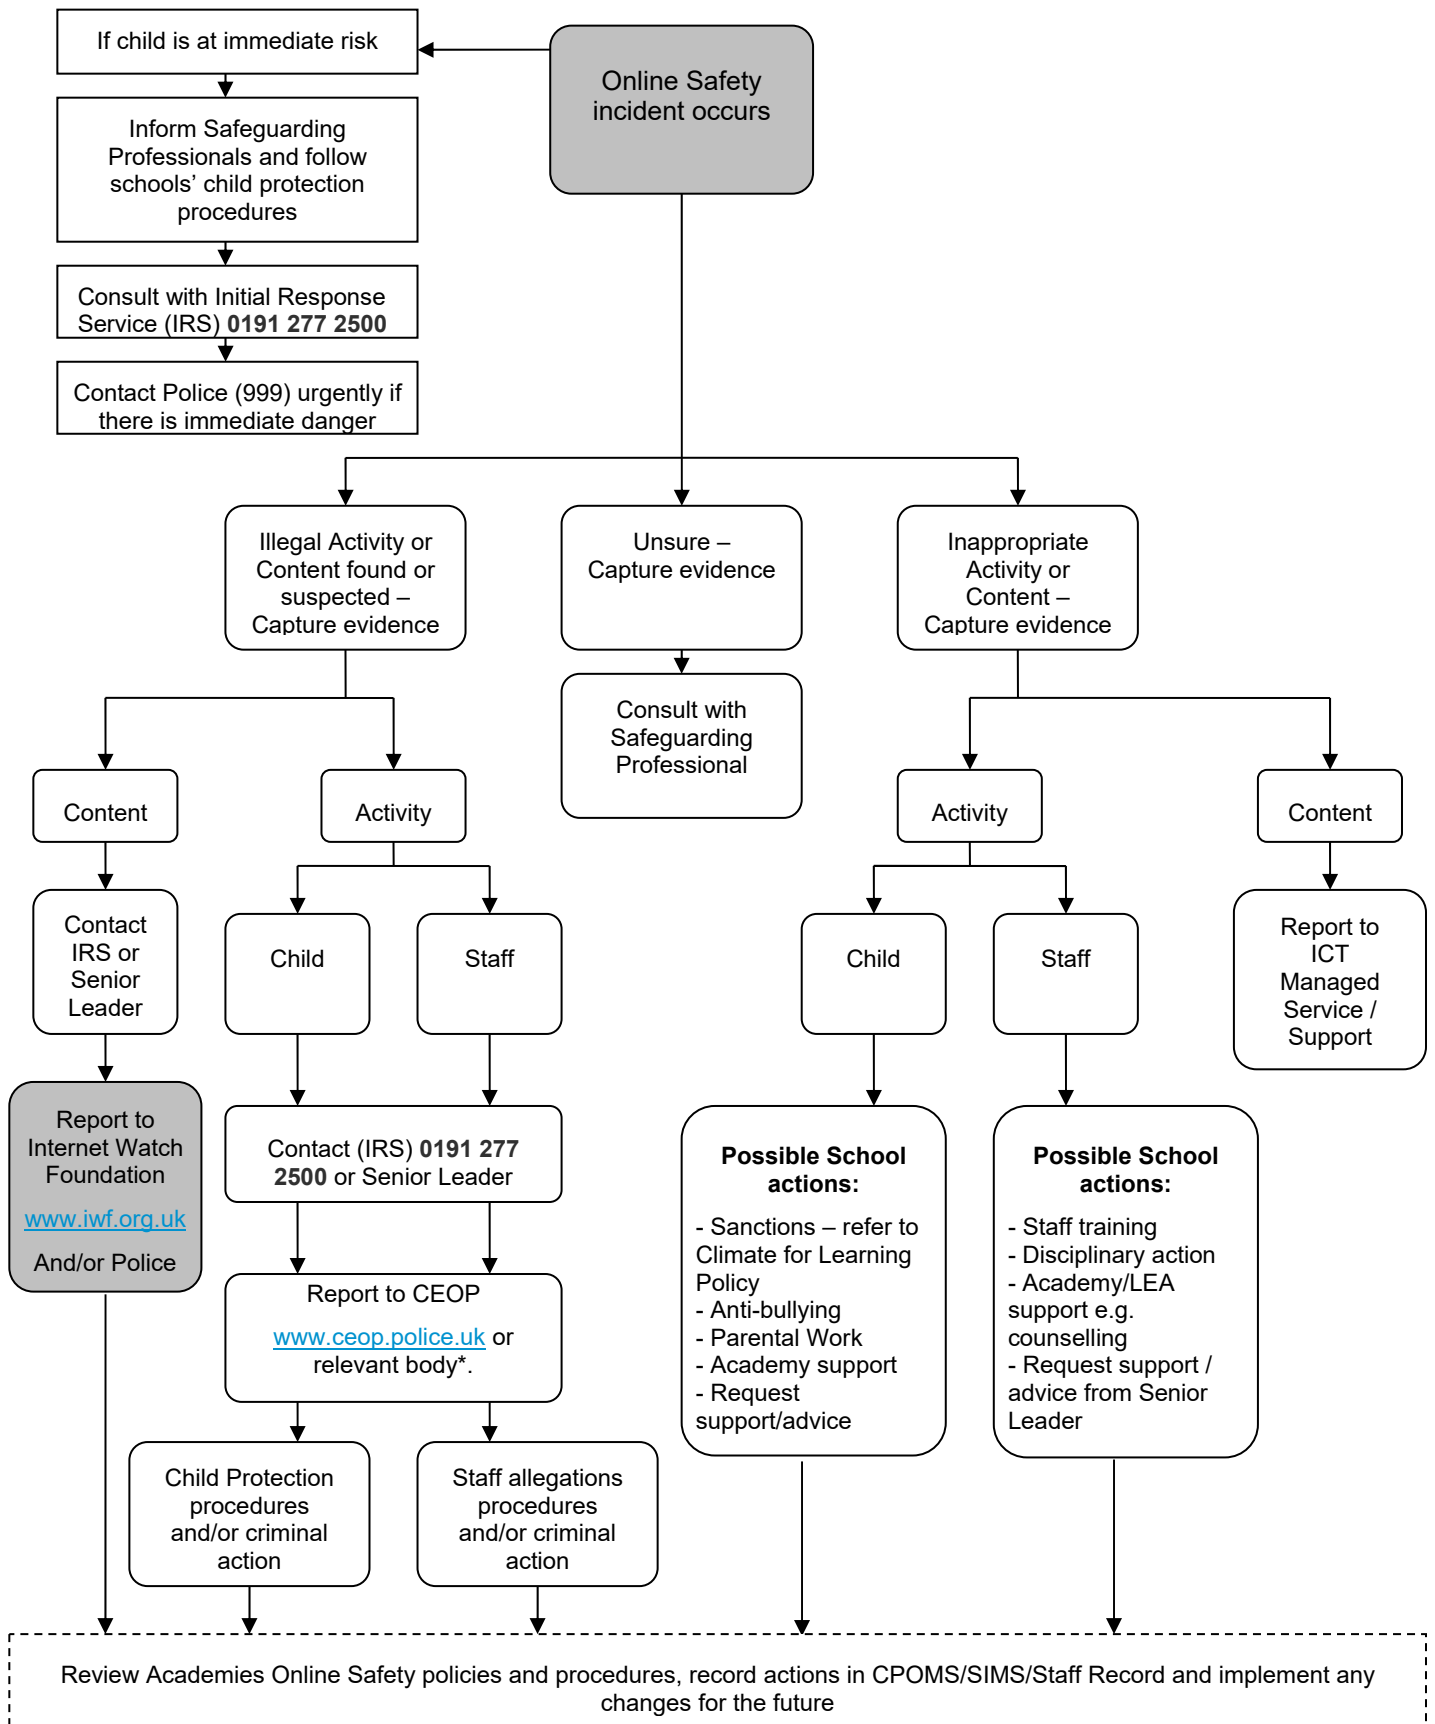 If child is at immediate risk
Online Safety
incident occurs
Inform Safeguarding
Professionals and follow
schools’ child protection
procedures
Consult with Initial Response
Service (IRS) 0191 277 2500
Contact Police (999) urgently if
there is immediate danger
Illegal Activity or
Content found or
suspected –
Capture evidence
Unsure –
Capture evidence
Inappropriate
Activity or
Content –
Capture evidence
Consult with
Safeguarding
Professional
Content
Activity
Activity
Content
Contact
IRS or
Senior
Leader
Child
Staff
Child
Staff
Report to
ICT
Managed
Service /
Support
Report to
Internet Watch
Foundation
www.iwf.org.uk
And/or Police
Contact (IRS) 0191 277
2500 or Senior Leader
Report to CEOP
www.ceop.police.uk or
relevant body*.
Possible School
actions:
- Sanctions – refer to
Climate for Learning
Policy
- Anti-bullying
- Parental Work
- Academy support
- Request
support/advice
Possible School
actions:
- Staff training
- Disciplinary action
- Academy/LEA
support e.g.
counselling
- Request support /
advice from Senior
Leader
Child Protection
procedures
and/or criminal
action
Staff allegations
procedures
and/or criminal
action
Review Academies Online Safety policies and procedures, record actions in CPOMS/SIMS/Staff Record and implement any
changes for the future